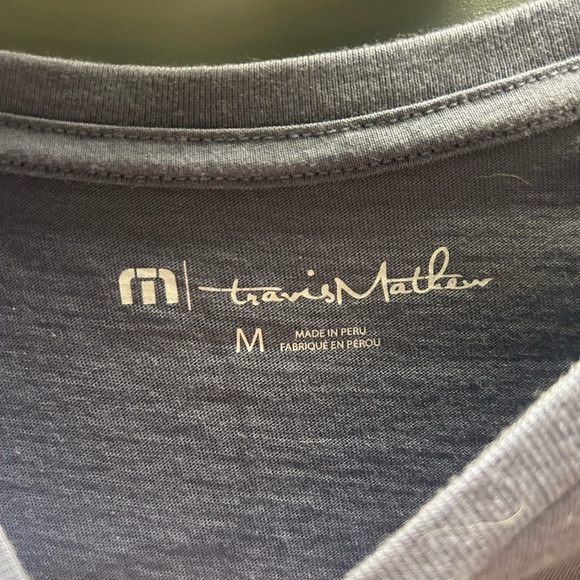 m | travisMathew
M
MADE IN PERU
FABRIQUÉ EN PÉROU